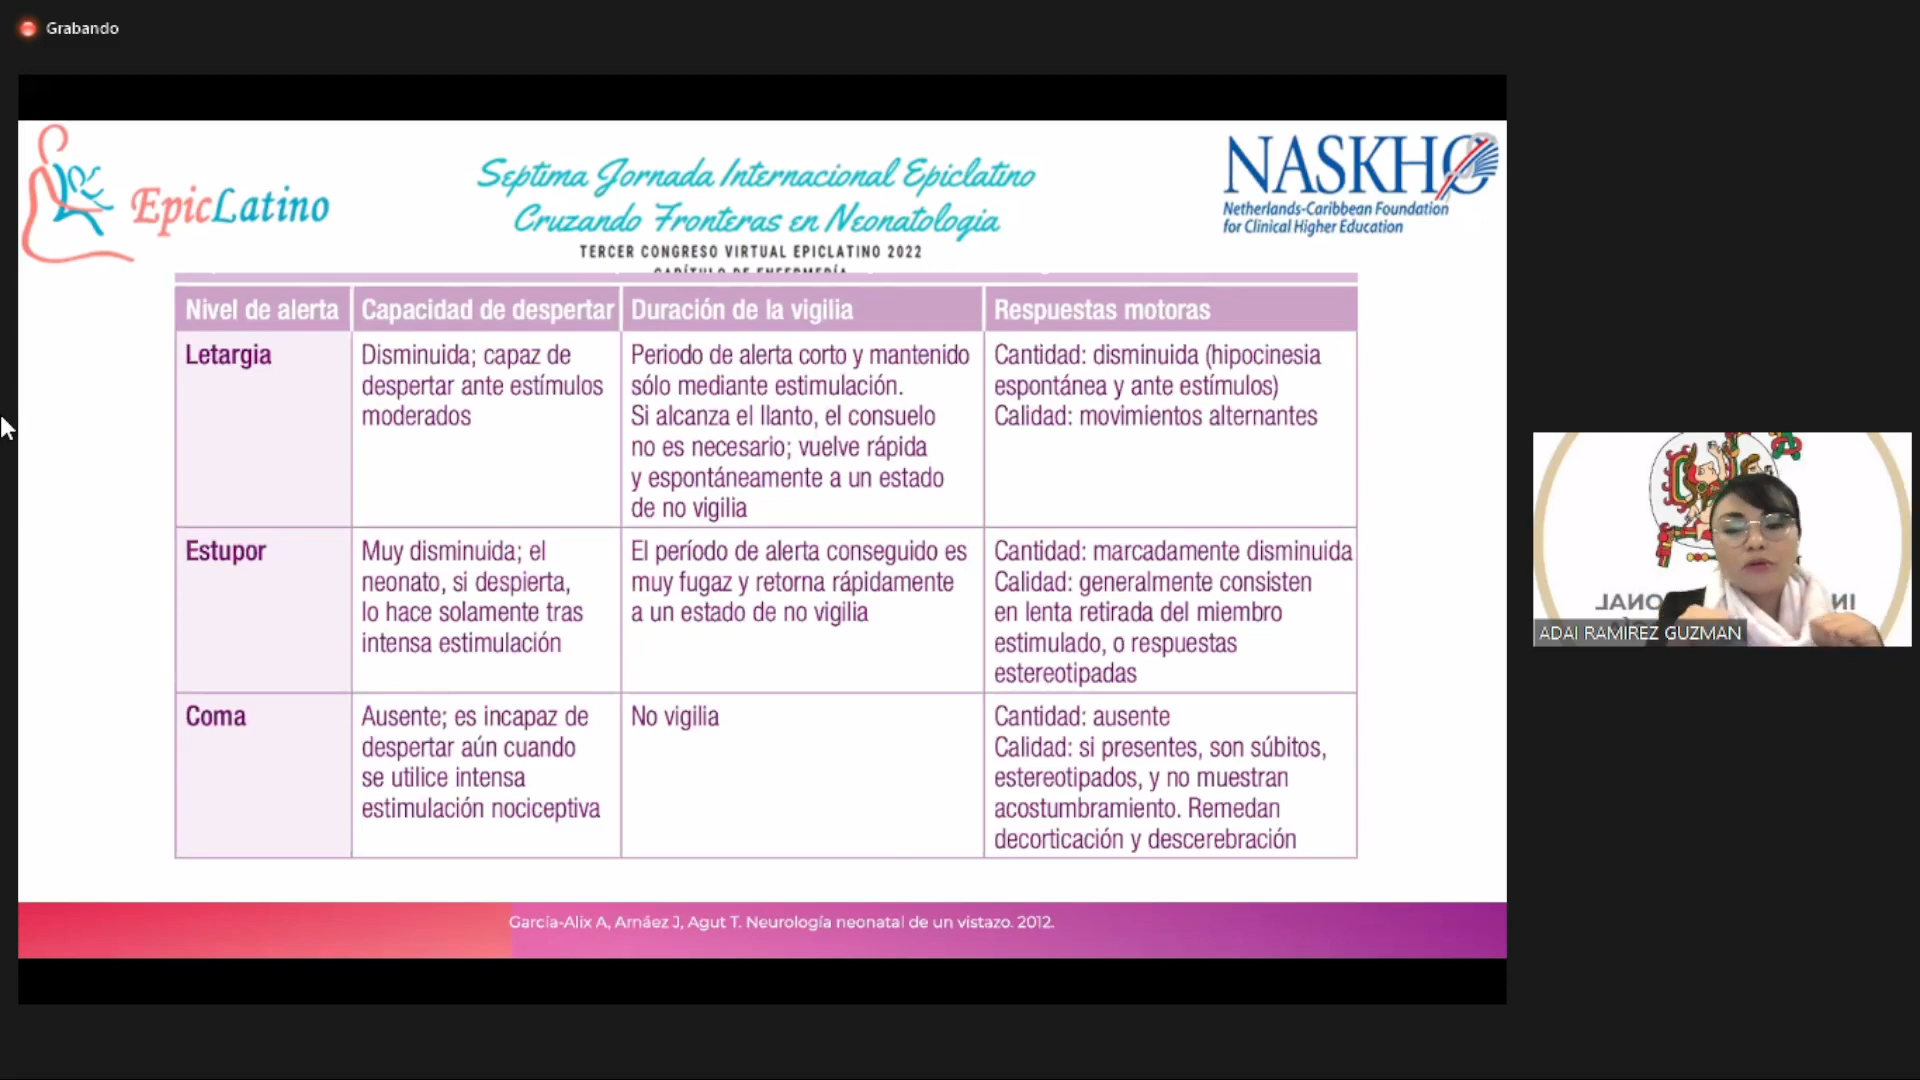 Grabando
EpicLatino
Septima Jornada Internacional Epiclatino
Cruzando Fronteras en Neonatologia
TERCER CONGRESO VIRTUAL EPICLATINO 2022
CAPÍTULO DE ENFERMERÍA
NASKHO
Netherlands-Caribbean Foundation
for Clinical Higher Education
Nivel de alerta
Capacidad de despertar
Duración de la vigilia
Respuestas motoras
Letargia
Disminuida; capaz de
despertar ante estímulos
moderados
Periodo de alerta corto y mantenido
sólo mediante estimulación.
Si alcanza el llanto, el consuelo
no es necesario; vuelve rápida
y espontáneamente a un estado
de no vigilia
Cantidad: disminuida (hipocinesia
espontánea y ante estímulos)
Calidad: movimientos alternantes
Estupor
Muy disminuida; el
neonato, si despierta,
lo hace solamente tras
intensa estimulación
El período de alerta conseguido es
muy fugaz y retorna rápidamente
a un estado de no vigilia
Cantidad: marcadamente disminuida
Calidad: generalmente consisten
en lenta retirada del miembro
estimulado, o respuestas
estereotipadas
Coma
Ausente; es incapaz de
despertar aún cuando
se utilice intensa
estimulación nociceptiva
No vigilia
Cantidad: ausente
Calidad: si presentes, son súbitos,
estereotipados, y no muestran
acostumbramiento. Remedan
decorticación y descerebración
García-Alix A, Arnáez J, Agut T. Neurología neonatal de un vistazo. 2012.
ADAI RAMIREZ GUZMAN